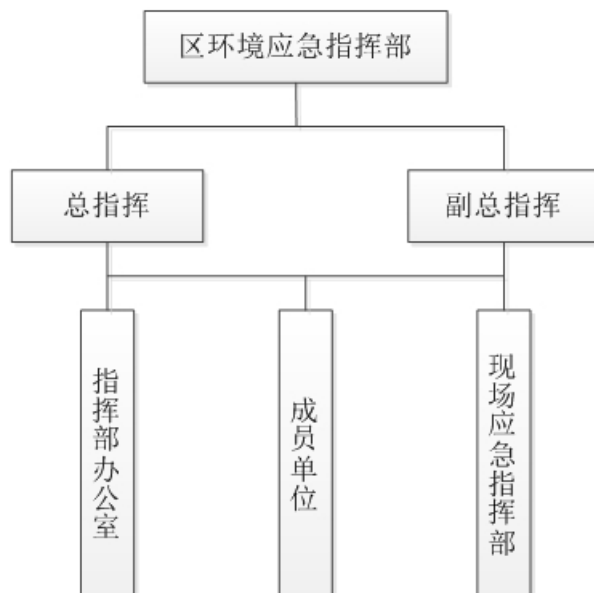 区环境应急指挥部
总指挥
副总指挥
指挥部办公室
成员单位
现场应急指挥部